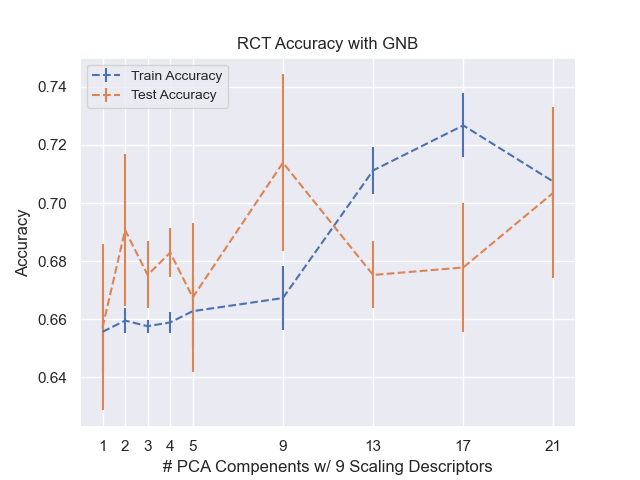 RCT Accuracy with GNB
Train Accuracy
Test Accuracy
0.74
0.72
0.70
0.68
0.66
0.64
Accuracy
1 2 3 4 5 9 13 17 21
# PCA Compenents w/ 9 Scaling Descriptors